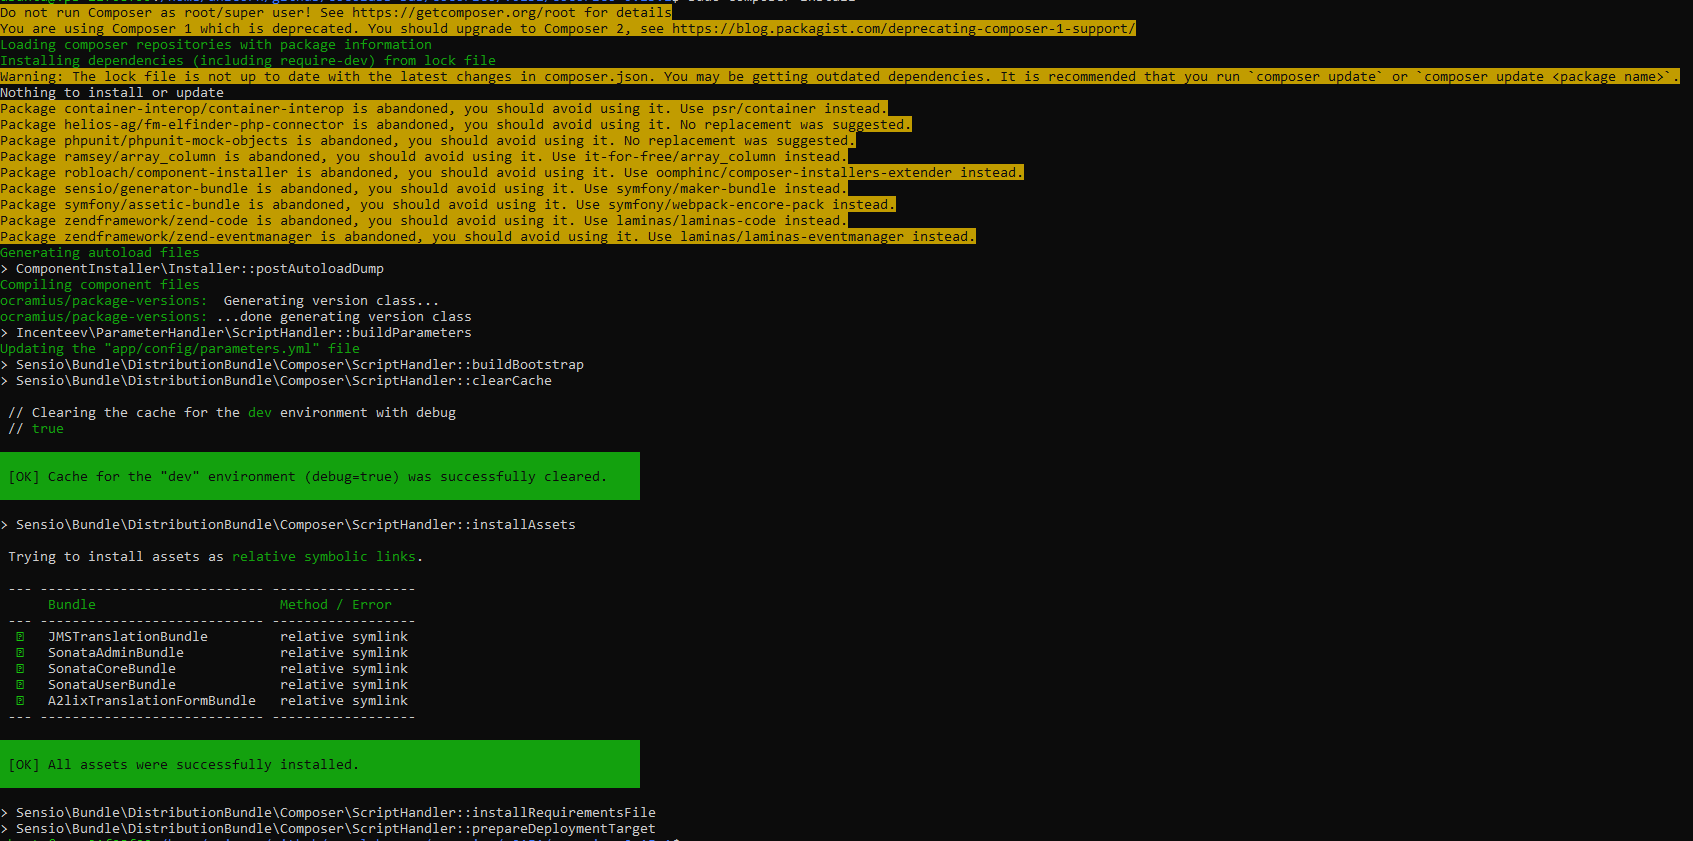 Do not run Composer as root/super user! See https://getcomposer.org/root for details
You are using Composer 1 which is deprecated. You should upgrade to Composer 2, see https://blog.packagist.com/deprecating-composer-1-support/
Loading composer repositories with package information
Installing dependencies (including require-dev) from lock file
Warning: The lock file is not up to date with the latest changes in composer.json. You may be getting outdated dependencies. It is recommended that you run `composer update` or `composer update <package name>`.
Nothing to install or update
Package container-interop/container-interop is abandoned, you should avoid using it. Use psr/container instead.
Package helios-ag/fm-elfinder-php-connector is abandoned, you should avoid using it. No replacement was suggested.
Package phpunit/phpunit-mock-objects is abandoned, you should avoid using it. No replacement was suggested.
Package ramsey/array_column is abandoned, you should avoid using it. Use it-for-free/array_column instead.
Package robloach/component-installer is abandoned, you should avoid using it. Use oomphinc/composer-installers-extender instead.
Package sensio/generator-bundle is abandoned, you should avoid using it. Use symfony/maker-bundle instead.
Package symfony/assetic-bundle is abandoned, you should avoid using it. Use symfony/webpack-encore-pack instead.
Package zendframework/zend-code is abandoned, you should avoid using it. Use laminas/laminas-code instead.
Package zendframework/zend-eventmanager is abandoned, you should avoid using it. Use laminas/laminas-eventmanager instead.
Generating autoload files
> ComponentInstaller\Installer::postAutoloadDump
Compiling component files
ocramius/package-versions:  Generating version class...
ocramius/package-versions: ...done generating version class
> Incenteev\ParameterHandler\ScriptHandler::buildParameters
Updating the "app/config/parameters.yml" file
> Sensio\Bundle\DistributionBundle\Composer\ScriptHandler::buildBootstrap
> Sensio\Bundle\DistributionBundle\Composer\ScriptHandler::clearCache
// Clearing the cache for the dev environment with debug
// true
[OK] Cache for the "dev" environment (debug=true) was successfully cleared.
> Sensio\Bundle\DistributionBundle\Composer\ScriptHandler::installAssets
Trying to install assets as relative symbolic links.
--- ---------------------------- ------------------
Bundle Method / Error
--- ---------------------------- ------------------
JMSTranslationBundle relative symlink
SonataAdminBundle relative symlink
SonataCoreBundle relative symlink
SonataUserBundle relative symlink
A2lixTranslationFormBundle relative symlink
--- ---------------------------- ------------------
[OK] All assets were successfully installed.
> Sensio\Bundle\DistributionBundle\Composer\ScriptHandler::installRequirementsFile
> Sensio\Bundle\DistributionBundle\Composer\ScriptHandler::prepareDeploymentTarget